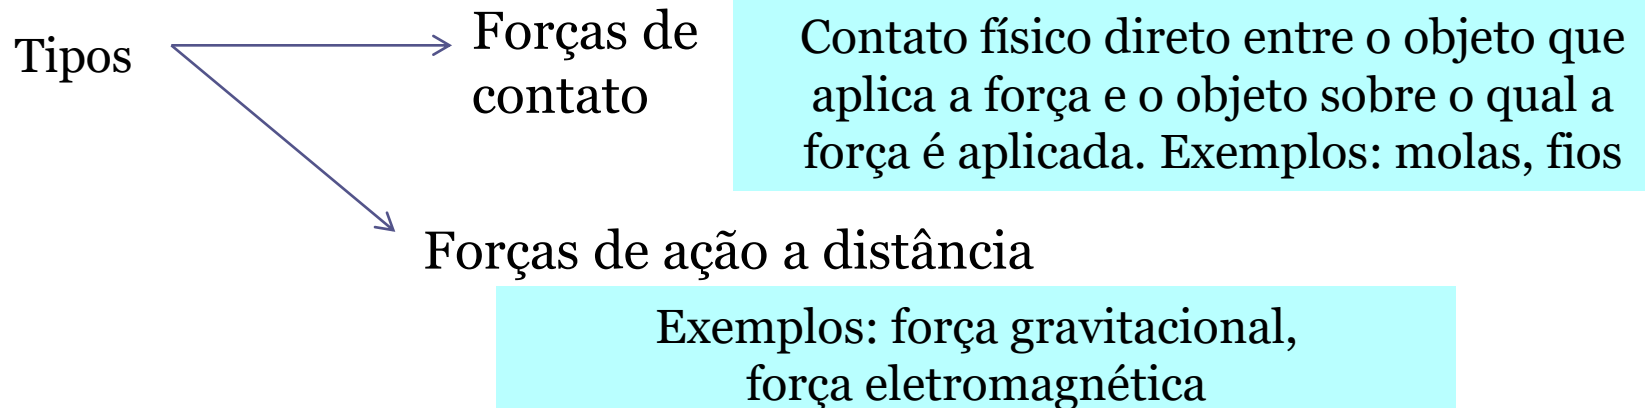 Tipos
Forças de
contato
Contato físico direto entre o objeto que
aplica a força e o objeto sobre o qual a
força é aplicada. Exemplos: molas, fios
Forças de ação a distância
Exemplos: força gravitacional,
força eletromagnética